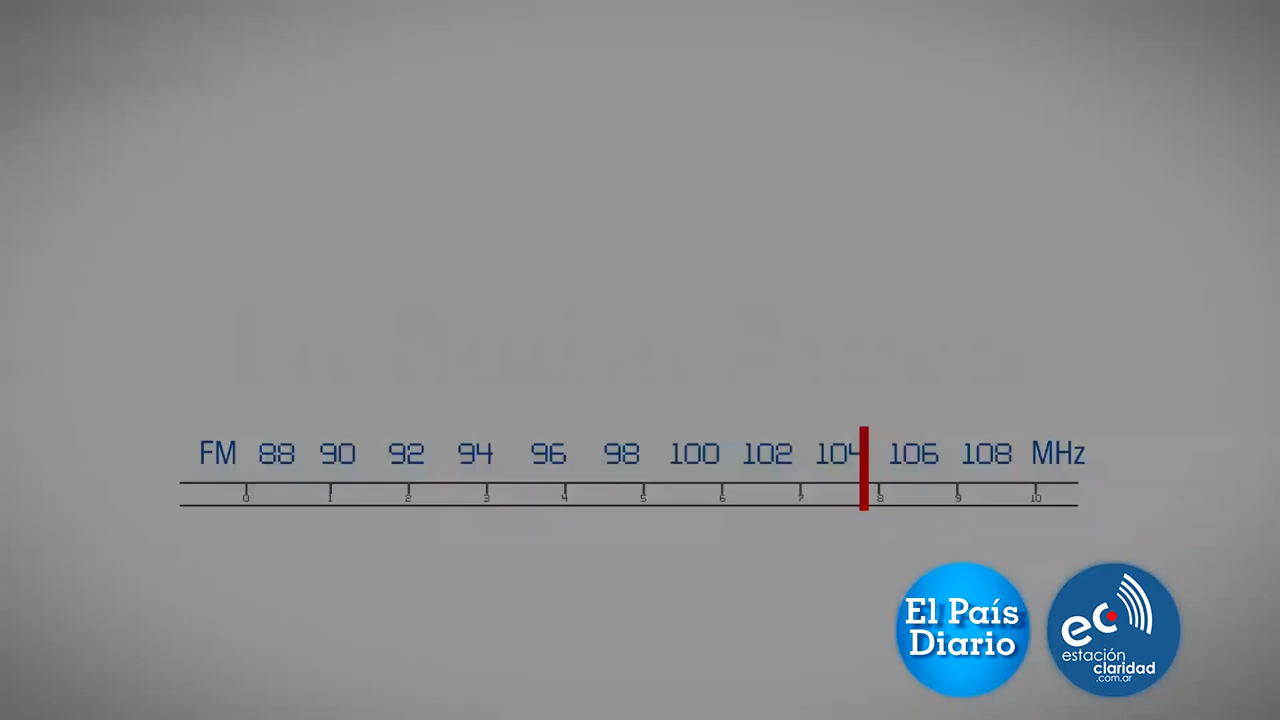 FM 88 90 92 94 96 98 100 102 104 106 108 MHz
0 1 2 3 4 5 6 7 8 9 10
El País
Diario
ec
estación
claridad
.com.ar